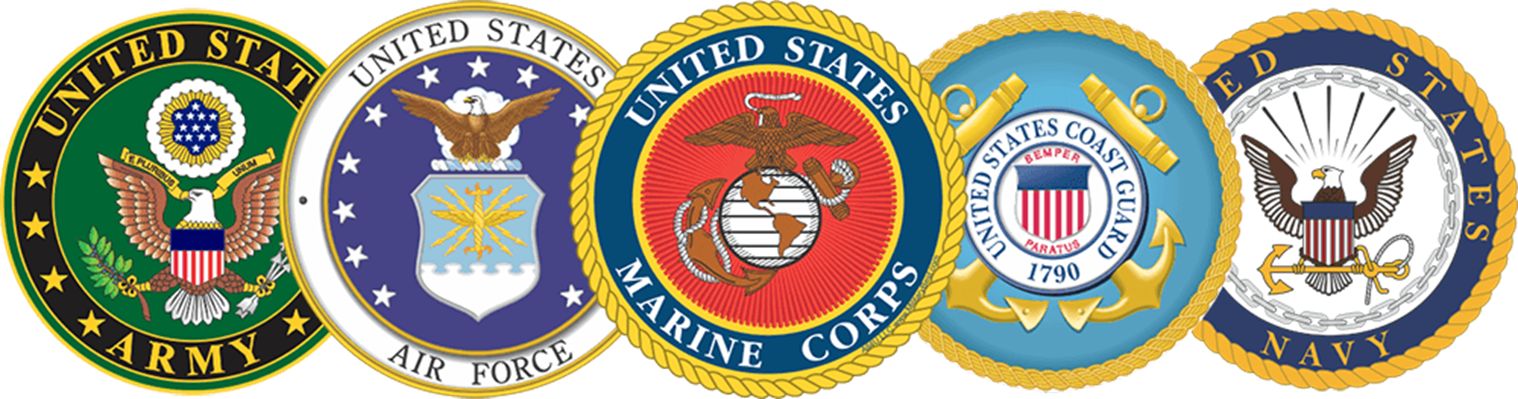 UNITED STAT
E PLURIBUS UNUM
ARMY
UNITED STATES
AIR FORCE
UNITED STATES
MARINE CORPS
UNITED STATES COAST GUARD
SEMPER
PARATUS
1790
ED STATES
NAVY